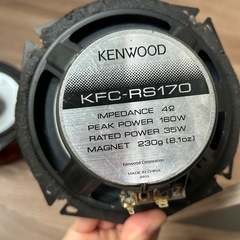 KENWOOD
KFC-RS170
IMPEDANCE 4Ω
PEAK POWER 160W
RATED POWER 35W
MAGNET 230g (8.1oz)
Kenwood Corporation
MADE IN CHINA